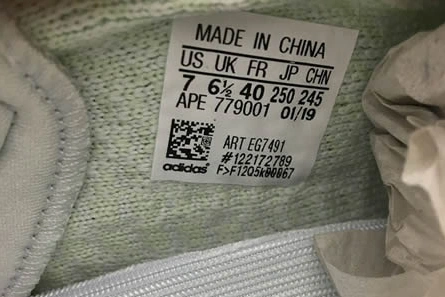 MADE IN CHINA
US UK FR JP CHN
7 6½ 40 250 245
APE 779001 01/19
ART EG7491
#122172789
adidas